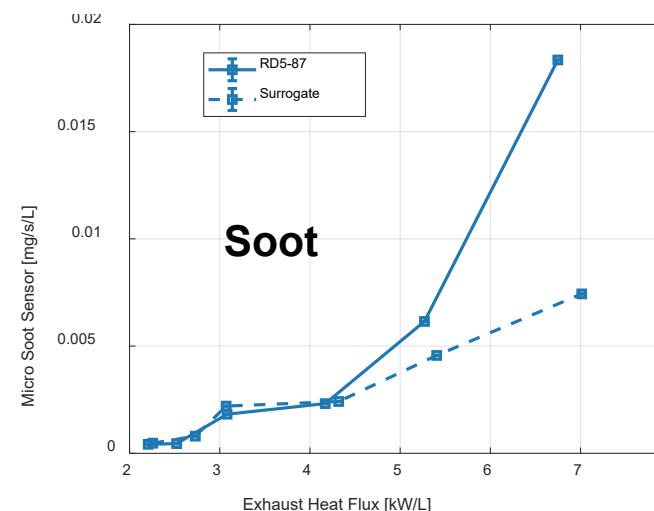 0.02
RD5-87
Surrogate
0.015
0.01
Soot
0.005
0
2 3 4 5 6 7
Micro Soot Sensor [mg/s/L]
Exhaust Heat Flux [kW/L]